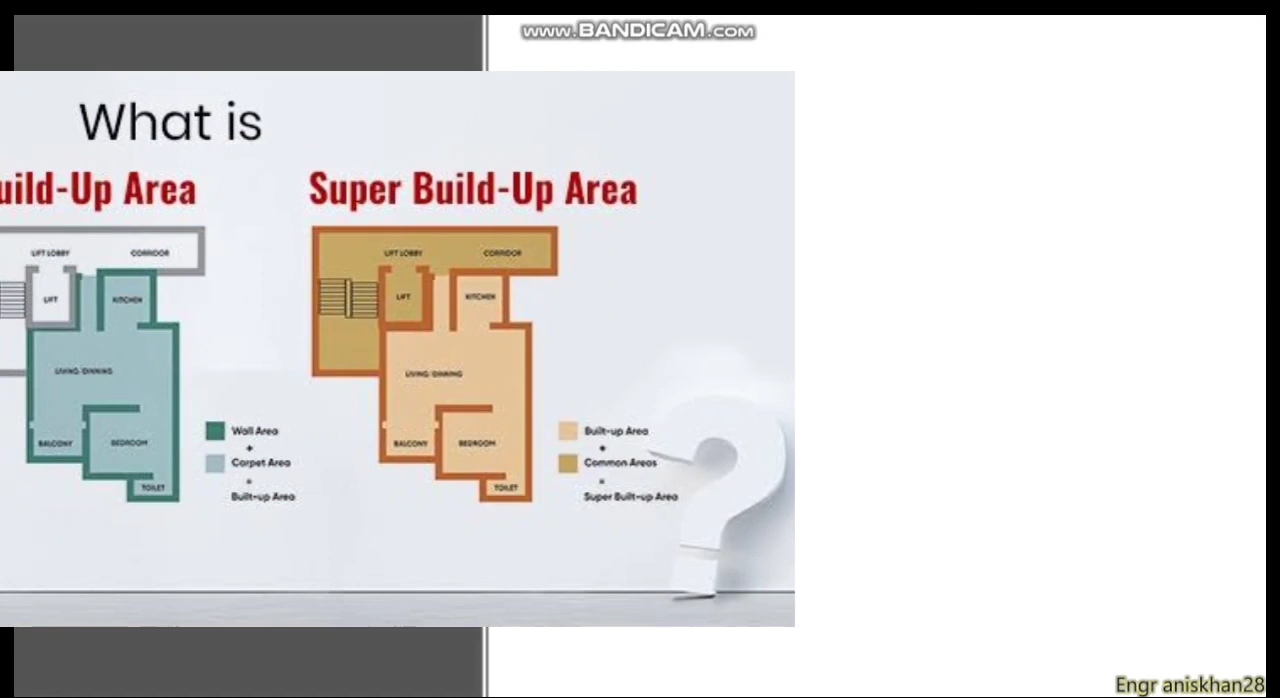 www.BANDICAM.com
What is
uild-Up Area
Super Build-Up Area
LIFT LOBBY
CORRIDOR
LIFT
KITCHEN
LIVING/DINNING
BALCONY
BEDROOM
TOILET
Wall Area
+
Carpet Area
=
Built-up Area
LIFT LOBBY
CORRIDOR
LIFT
KITCHEN
LIVING/DINNING
BALCONY
BEDROOM
TOILET
Built-up Area
+
Common Areas
=
Super Built-up Area
Engr aniskhan28